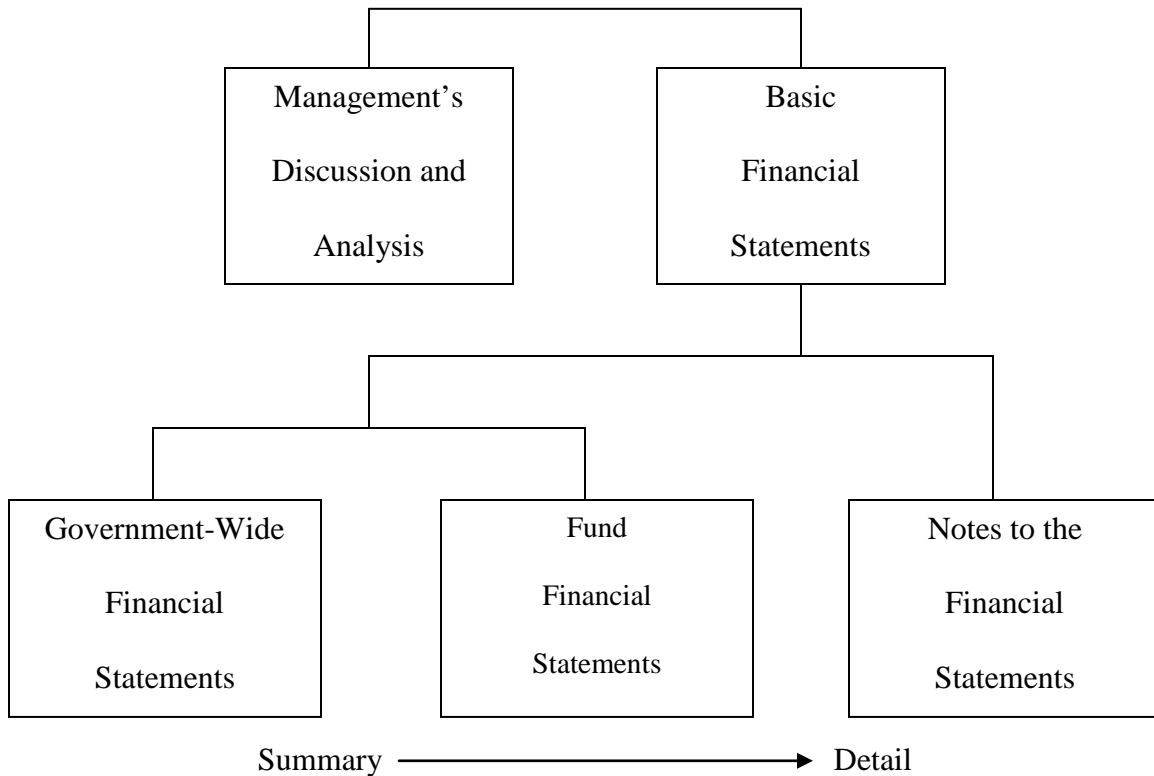 Management’s
Discussion and
Analysis
Basic
Financial
Statements
Government-Wide
Financial
Statements
Fund
Financial
Statements
Notes to the
Financial
Statements
Summary
Detail